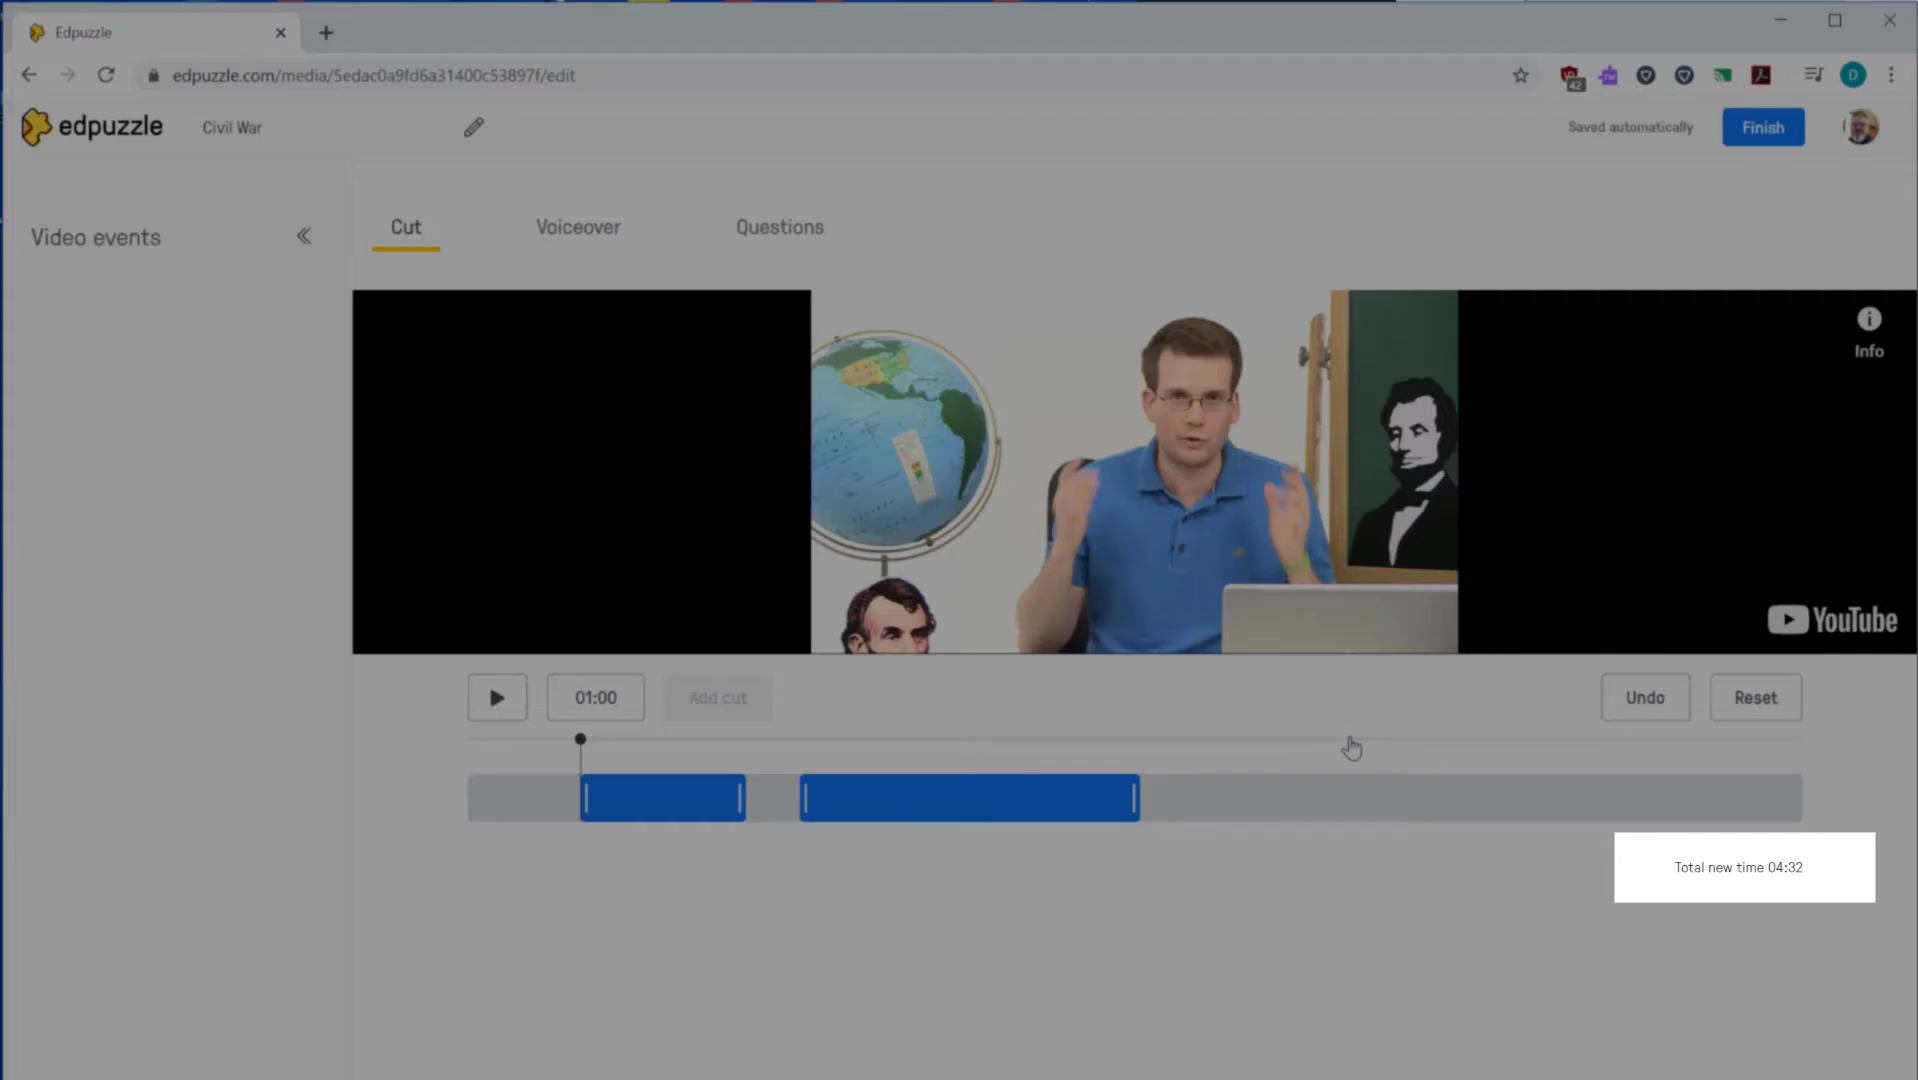 Edpuzzle
edpuzzle.com/media/5edac0a9fd6a31400c53897f/edit
42
D
edpuzzle
Civil War
Saved automatically
Finish
Video events
Cut
Voiceover
Questions
Info
YouTube
01:00
Add cut
Undo
Reset
Total new time 04:32